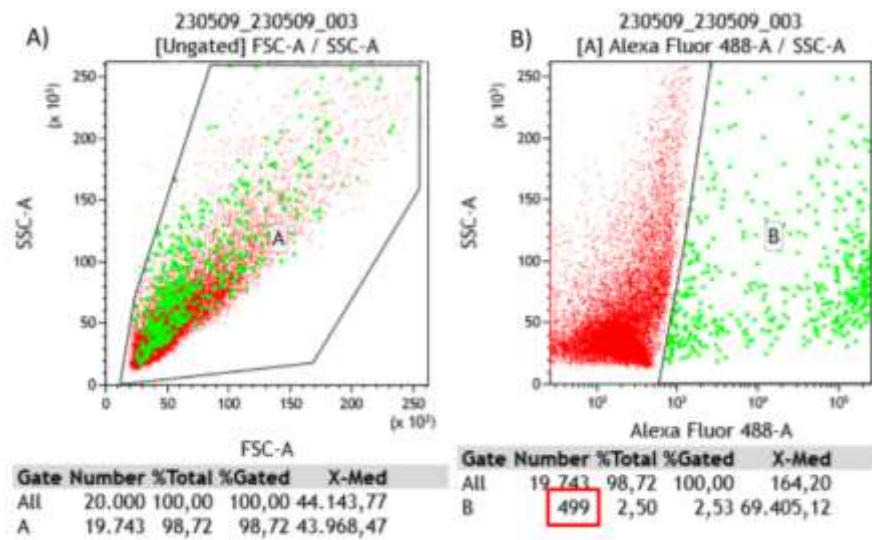 A)
230509_230509_003
[Ungated] FSC-A / SSC-A
(x 10³)
250
200
150
100
50
0
SSC-A
A
0 50 100 150 200 250
(x 10³)
FSC-A
Gate Number %Total %Gated X-Med
All 20.000 100,00 100,00 44.143,77
A 19.743 98,72 98,72 43.968,47
B)
230509_230509_003
[A] Alexa Fluor 488-A / SSC-A
(x 10³)
250
200
150
100
50
0
SSC-A
B
Alexa Fluor 488-A
Gate Number %Total %Gated X-Med
All 19.743 98,72 100,00 164,20
B 499 2,50 2,53 69.405,12